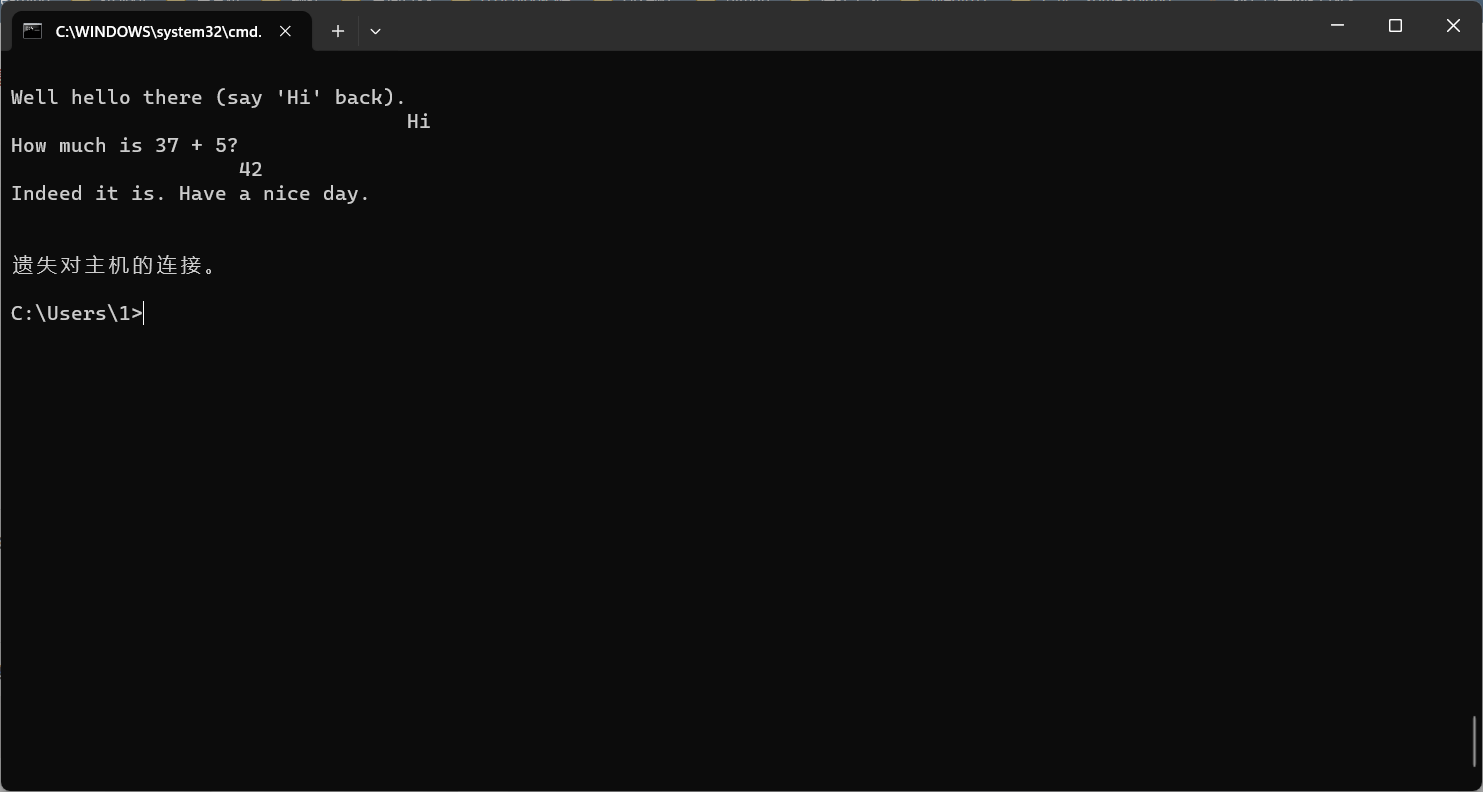 C:\WINDOWS\system32\cmd.
Well hello there (say 'Hi' back).
Hi
How much is 37 + 5?
42
Indeed it is. Have a nice day.
遗失对主机的连接。
C:\Users\1>